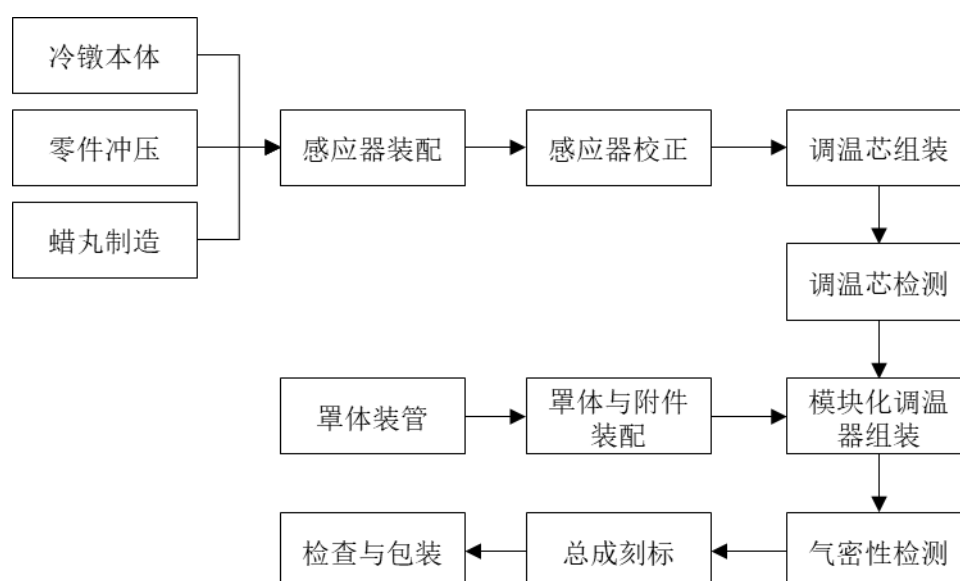 冷镦本体
零件冲压
感应器装配
感应器校正
调温芯组装
蜡丸制造
调温芯检测
罩体装管
罩体与附件
装配
模块化调温
器组装
检查与包装
总成刻标
气密性检测